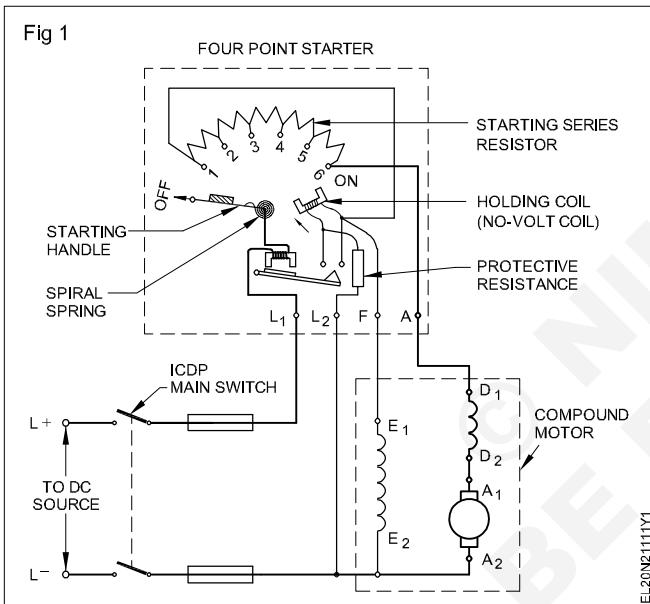 Fig 1
FOUR POINT STARTER
STARTING SERIES
RESISTOR
1
2
3
4
5
6
ON
OFF
HOLDING COIL
(NO-VOLT COIL)
STARTING
HANDLE
PROTECTIVE
RESISTANCE
SPIRAL
SPRING
L1
L2
F
A
ICDP
MAIN SWITCH
L+
TO DC
SOURCE
L-
D1
D2
COMPOUND
MOTOR
E1
E2
A1
A2
EL20N21111Y1
© NI
BE